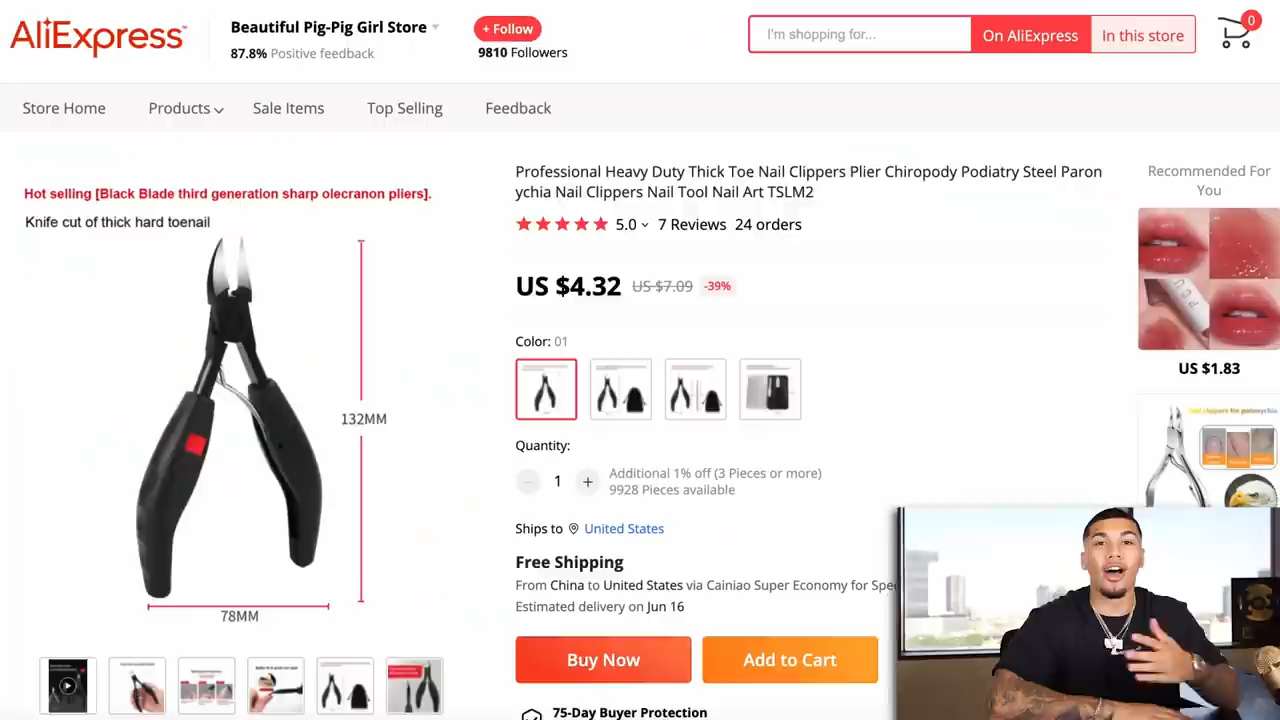 AliExpress™
Beautiful Pig-Pig Girl Store
87.8% Positive feedback
+ Follow
9810 Followers
I'm shopping for...
On AliExpress
In this store
0
Store Home
Products
Sale Items
Top Selling
Feedback
Hot selling [Black Blade third generation sharp olecranon pliers].
Knife cut of thick hard toenail
132MM
78MM
Professional Heavy Duty Thick Toe Nail Clippers Plier Chiropody Podiatry Steel Paron
ychia Nail Clippers Nail Tool Nail Art TSLM2
5.0 7 Reviews 24 orders
US $4.32 US $7.09 -39%
Color: 01
Quantity:
1
Additional 1% off (3 Pieces or more)
9928 Pieces available
Ships to United States
Free Shipping
From China to United States via Cainiao Super Economy for Spe
Estimated delivery on Jun 16
Buy Now
Add to Cart
75-Day Buyer Protection
Recommended For
You
US $1.83